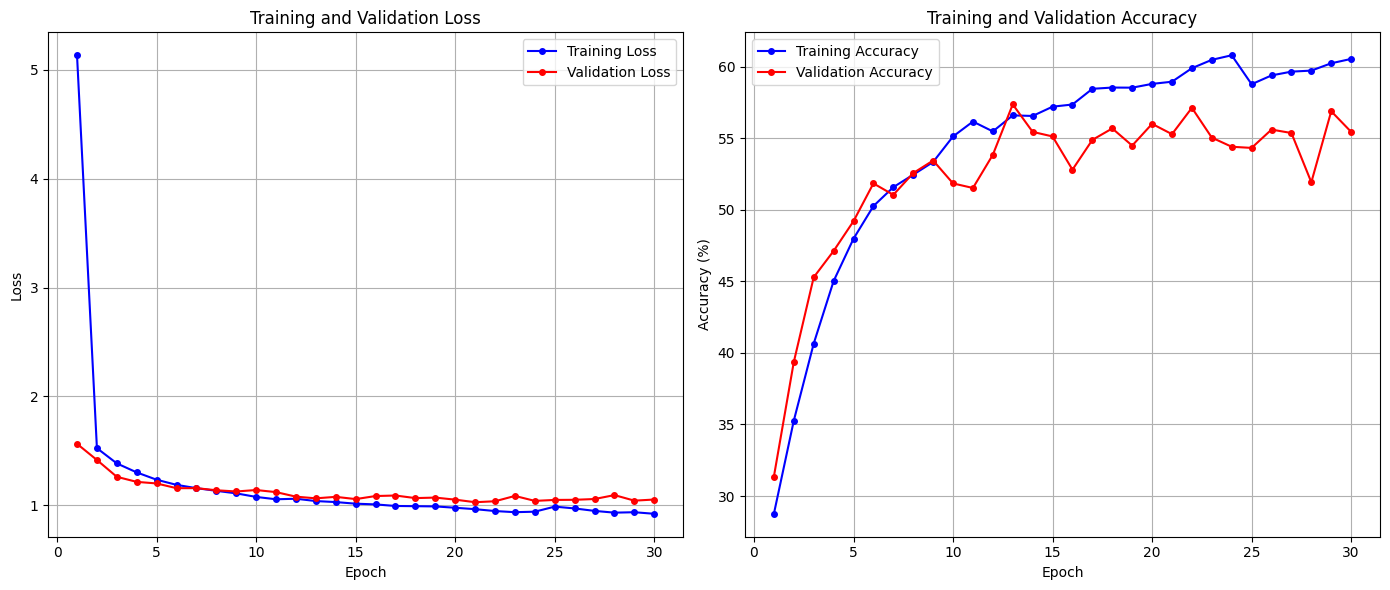 Training and Validation Loss
Training Loss
Validation Loss
5
4
3
2
1
Loss
0 5 10 15 20 25 30
Epoch
Training and Validation Accuracy
Training Accuracy
Validation Accuracy
60
55
50
45
40
35
30
Accuracy (%)
0 5 10 15 20 25 30
Epoch